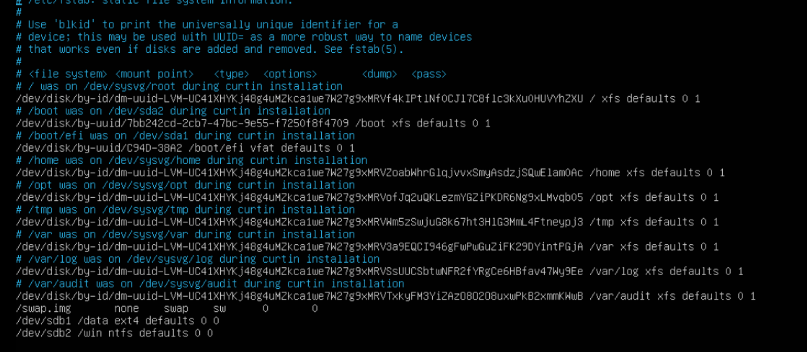 # /etc/fstab: static file system information.
#
# Use 'blkid' to print the universally unique identifier for a
# device; this may be used with UUID= as a more robust way to name devices
# that works even if disks are added and removed. See fstab(5).
#
# <file system> <mount point>   <type>  <options>       <dump>  <pass>
# / was on /dev/sysvg/root during curtin installation
/dev/disk/by-id/dm-uuid-LVM-UC41XHYKj48g4uMZkca1we7W27g9xMRVf4kIPt1Nf0CJl7C8flc3kXu0HUVYhZXU / xfs defaults 0 1
# /boot was on /dev/sda2 during curtin installation
/dev/disk/by-uuid/7bb242cd-2cb7-47bc-9e55-f7250f8f4709 /boot xfs defaults 0 1
# /boot/efi was on /dev/sda1 during curtin installation
/dev/disk/by-uuid/C94D-38A2 /boot/efi vfat defaults 0 1
# /home was on /dev/sysvg/home during curtin installation
/dev/disk/by-id/dm-uuid-LVM-UC41XHYKj48g4uMZkca1we7W27g9xMRVZoabWhrGlqjvvxSmyAsdzjSQwElamOAc /home xfs defaults 0 1
# /opt was on /dev/sysvg/opt during curtin installation
/dev/disk/by-id/dm-uuid-LVM-UC41XHYKj48g4uMZkca1we7W27g9xMRVofJq2uQKLezmYGZiPKDR6Ng9xLMvqb05 /opt xfs defaults 0 1
# /tmp was on /dev/sysvg/tmp during curtin installation
/dev/disk/by-id/dm-uuid-LVM-UC41XHYKj48g4uMZkca1we7W27g9xMRVWm5zSwjuG8k67ht3HlG3MmL4Ftneypj3 /tmp xfs defaults 0 1
# /var was on /dev/sysvg/var during curtin installation
/dev/disk/by-id/dm-uuid-LVM-UC41XHYKj48g4uMZkca1we7W27g9xMRV3a9EQCI946gFwPwGuZiFK29DYintPGjA /var xfs defaults 0 1
# /var/log was on /dev/sysvg/log during curtin installation
/dev/disk/by-id/dm-uuid-LVM-UC41XHYKj48g4uMZkca1we7W27g9xMRVSsUUCSbtwNFR2fYRgCe6HBfav47Wy9Ee /var/log xfs defaults 0 1
# /var/audit was on /dev/sysvg/audit during curtin installation
/dev/disk/by-id/dm-uuid-LVM-UC41XHYKj48g4uMZkca1we7W27g9xMRVTxkyFM3YiZAz08O2O8uxwPkB2xmmKWwB /var/audit xfs defaults 0 1
/swap.img       none    swap    sw      0       0
/dev/sdb1 /data ext4 defaults 0 0
/dev/sdb2 /win ntfs defaults 0 0